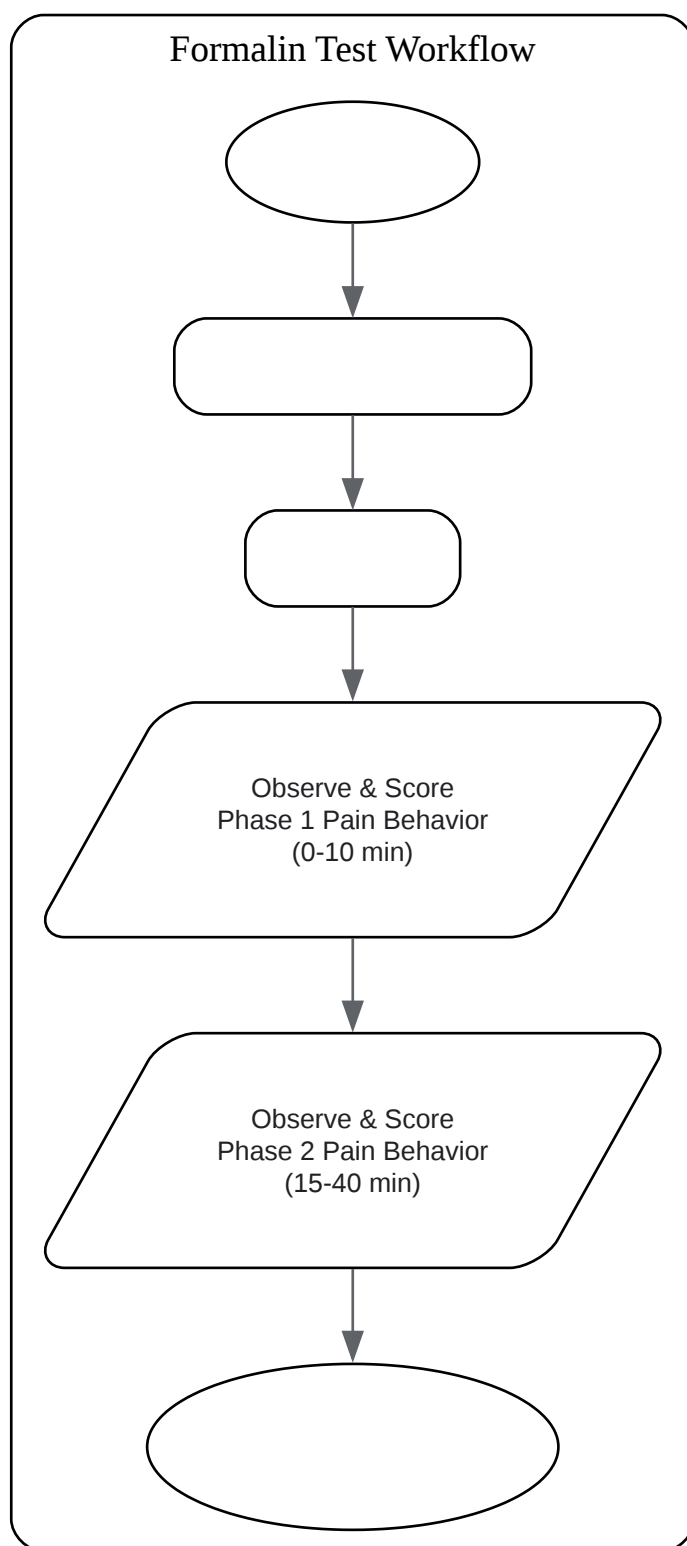 Formalin Test Workflow
Observe & Score
Phase 1 Pain Behavior
(0-10 min)
Observe & Score
Phase 2 Pain Behavior
(15-40 min)